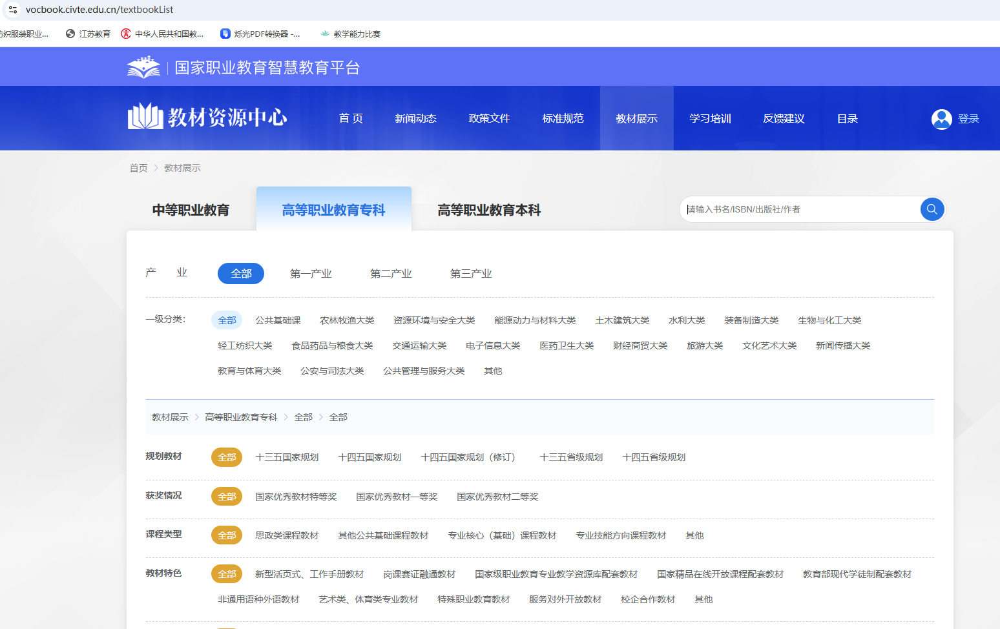 vocbook.civte.edu.cn/textbookList
纺织服装职业... 江苏教育 中华人民共和国教... 烁光PDF转换器 -... 教学能力比赛
国家职业教育智慧教育平台
教材资源中心 首 页 新闻动态 政策文件 标准规范 教材展示 学习培训 反馈建议 目录 登录
首页 > 教材展示
中等职业教育 高等职业教育专科 高等职业教育本科 请输入书名/ISBN/出版社/作者
产 业 全部 第一产业 第二产业 第三产业
一级分类： 全部 公共基础课 农林牧渔大类 资源环境与安全大类 能源动力与材料大类 土木建筑大类 水利大类 装备制造大类 生物与化工大类
轻工纺织大类 食品药品与粮食大类 交通运输大类 电子信息大类 医药卫生大类 财经商贸大类 旅游大类 文化艺术大类 新闻传播大类
教育与体育大类 公安与司法大类 公共管理与服务大类 其他
教材展示 > 高等职业教育专科 > 全部 > 全部
规划教材 全部 十三五国家规划 十四五国家规划 十四五国家规划（修订） 十三五省级规划 十四五省级规划
获奖情况 全部 国家优秀教材特等奖 国家优秀教材一等奖 国家优秀教材二等奖
课程类型 全部 思政类课程教材 其他公共基础课程教材 专业核心（基础）课程教材 专业技能方向课程教材 其他
教材特色 全部 新型活页式、工作手册教材 岗课赛证融通教材 国家级职业教育专业教学资源库配套教材 国家精品在线开放课程配套教材 教育部现代学徒制配套教材
非通用语种外语教材 艺术类、体育类专业教材 特殊职业教育教材 服务对外开放教材 校企合作教材 其他